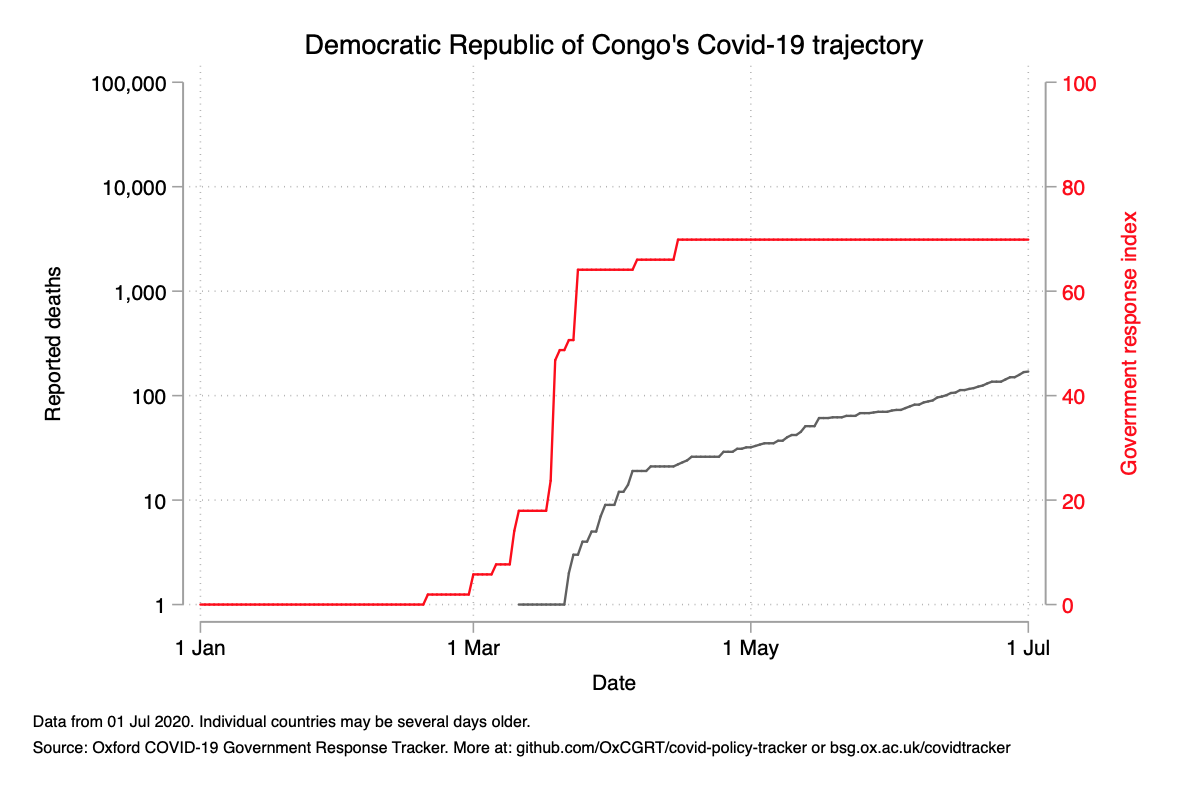 Democratic Republic of Congo's Covid-19 trajectory
100,000
10,000
1,000
100
10
1
Reported deaths
100
80
60
40
20
0
Government response index
1 Jan
1 Mar
1 May
1 Jul
Date
Data from 01 Jul 2020. Individual countries may be several days older.
Source: Oxford COVID-19 Government Response Tracker. More at: github.com/OxCGRT/covid-policy-tracker or bsg.ox.ac.uk/covidtracker